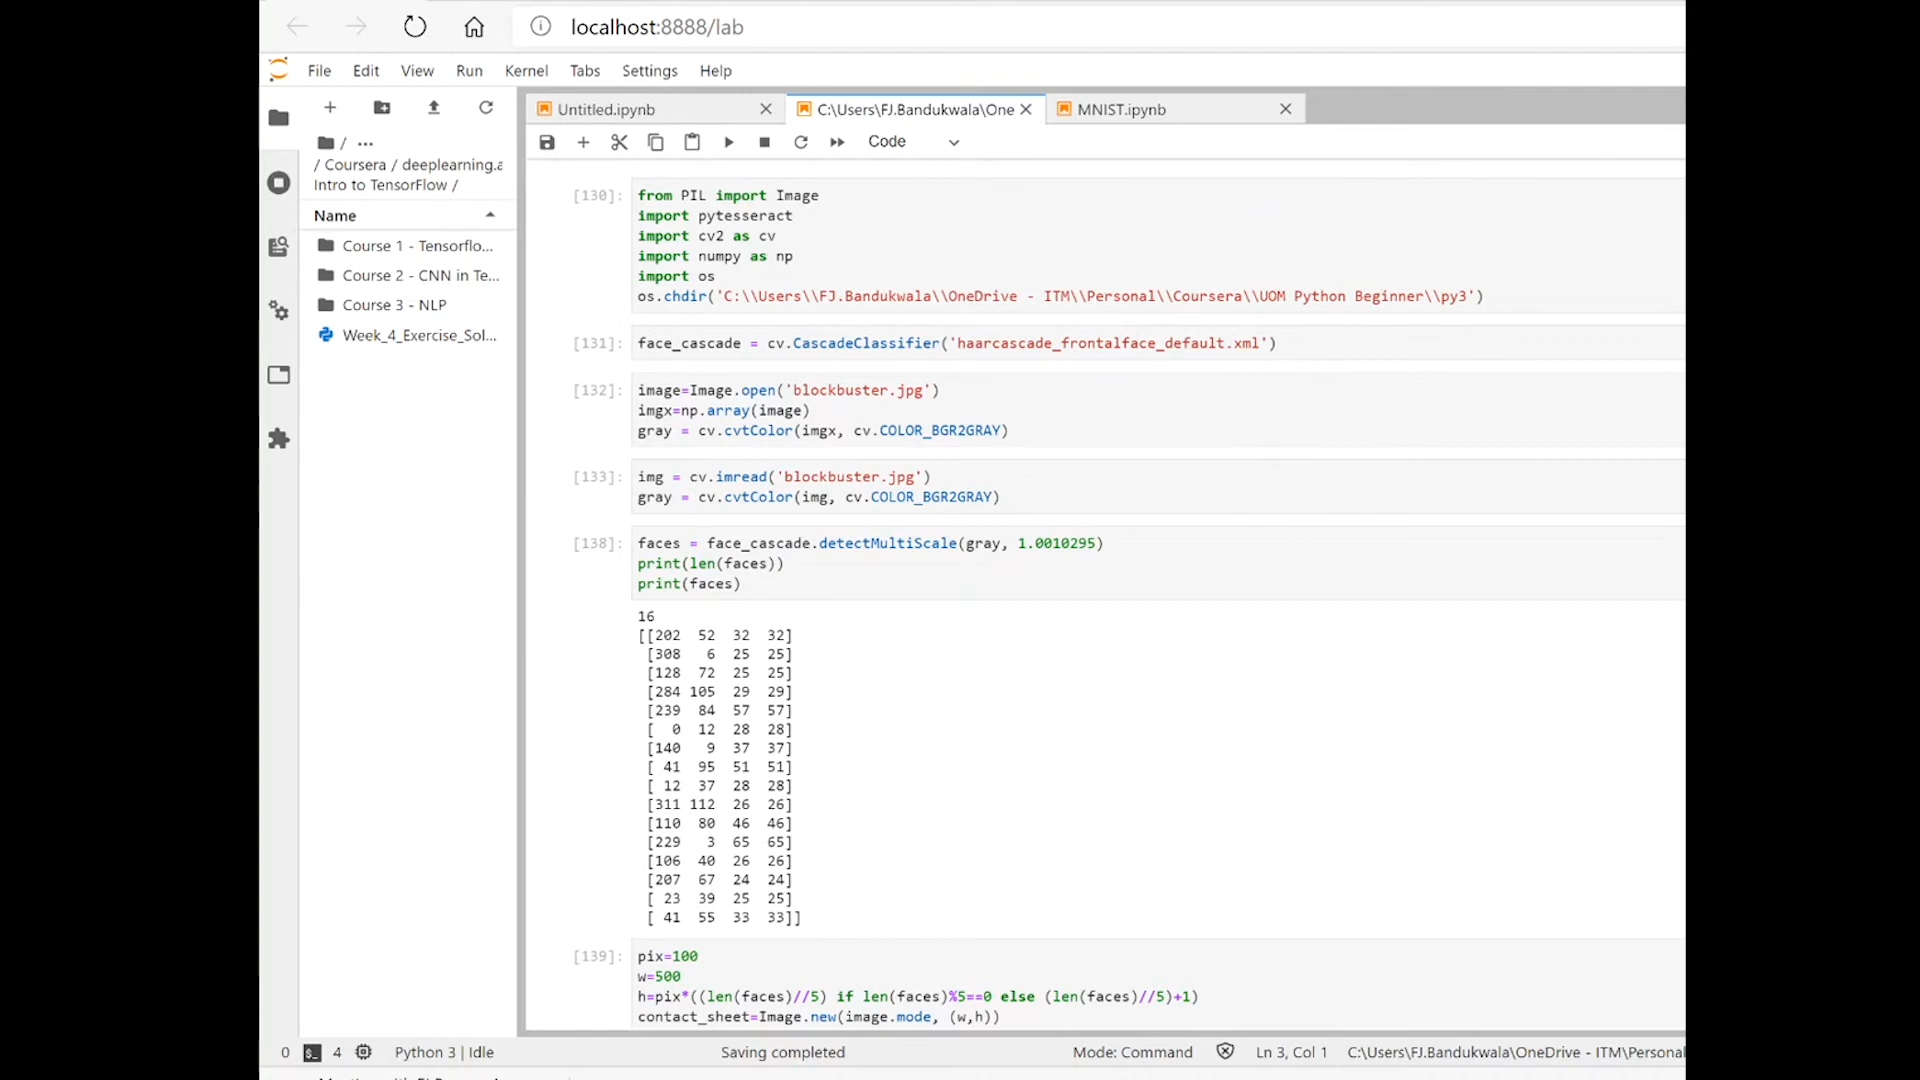 localhost:8888/lab
File Edit View Run Kernel Tabs Settings Help
Untitled.ipynb C:\Users\FJ.Bandukwala\One MNIST.ipynb
Code
/ ...
/ Coursera / deeplearning.a
Intro to TensorFlow /
Name
Course 1 - Tensorflo...
Course 2 - CNN in Te...
Course 3 - NLP
Week_4_Exercise_Sol...
[130]: from PIL import Image
import pytesseract
import cv2 as cv
import numpy as np
import os
os.chdir('C:\\Users\\FJ.Bandukwala\\OneDrive - ITM\\Personal\\Coursera\\UOM Python Beginner\\py3')
[131]: face_cascade = cv.CascadeClassifier('haarcascade_frontalface_default.xml')
[132]: image=Image.open('blockbuster.jpg')
imgx=np.array(image)
gray = cv.cvtColor(imgx, cv.COLOR_BGR2GRAY)
[133]: img = cv.imread('blockbuster.jpg')
gray = cv.cvtColor(img, cv.COLOR_BGR2GRAY)
[138]: faces = face_cascade.detectMultiScale(gray, 1.0010295)
print(len(faces))
print(faces)
16
[[202 52 32 32]
[308 6 25 25]
[128 72 25 25]
[284 105 29 29]
[239 84 57 57]
[ 0 12 28 28]
[140 9 37 37]
[ 41 95 51 51]
[ 12 37 28 28]
[311 112 26 26]
[110 80 46 46]
[229 3 65 65]
[106 40 26 26]
[207 67 24 24]
[ 23 39 25 25]
[ 41 55 33 33]]
[139]: pix=100
w=500
h=pix*((len(faces)//5) if len(faces)%5==0 else (len(faces)//5)+1)
contact_sheet=Image.new(image.mode, (w,h))
0 $_ 4 Python 3 | Idle Saving completed Mode: Command Ln 3, Col 1 C:\Users\FJ.Bandukwala\OneDrive - ITM\Personal